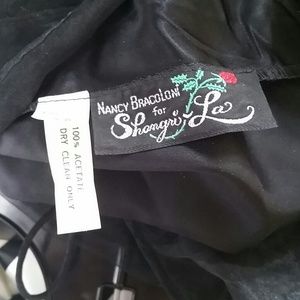 NANCY BRACOLONI
for
Shangri-La
100% ACETATE
DRY CLEAN ONLY